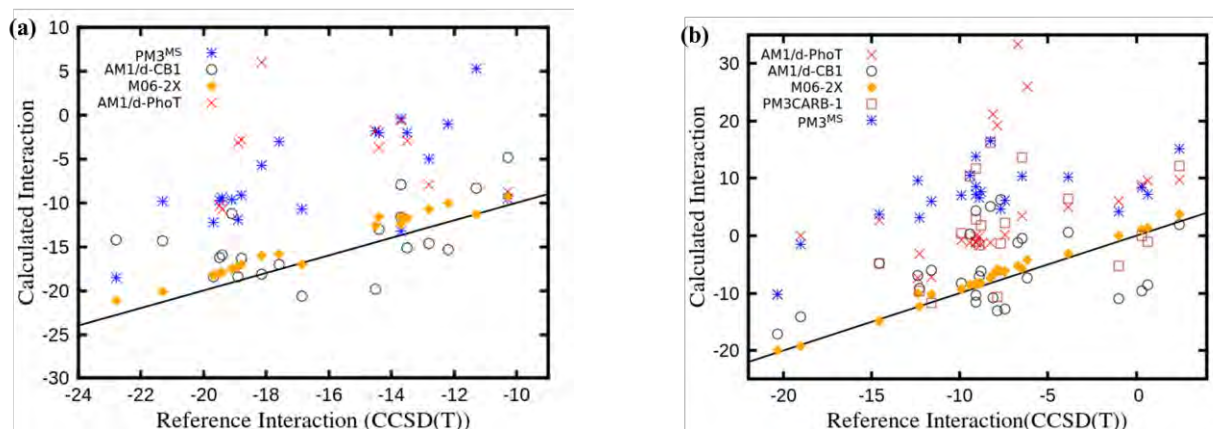 (a)
10
5
0
-5
-10
-15
-20
-25
-30
Calculated Interaction
PM3^MS
AM1/d-CB1
M06-2X
AM1/d-PhoT
-24 -22 -20 -18 -16 -14 -12 -10
Reference Interaction (CCSD(T))
(b)
30
20
10
0
-10
-20
Calculated Interaction
AM1/d-PhoT
AM1/d-CB1
M06-2X
PM3CARB-1
PM3^MS
-20 -15 -10 -5 0
Reference Interaction(CCSD(T))